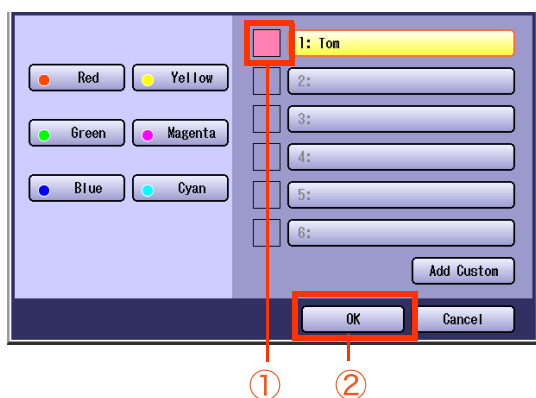 Red
Yellow
Green
Magenta
Blue
Cyan
1: Tom
2:
3:
4:
5:
6:
Add Custom
OK
Cancel
①
②